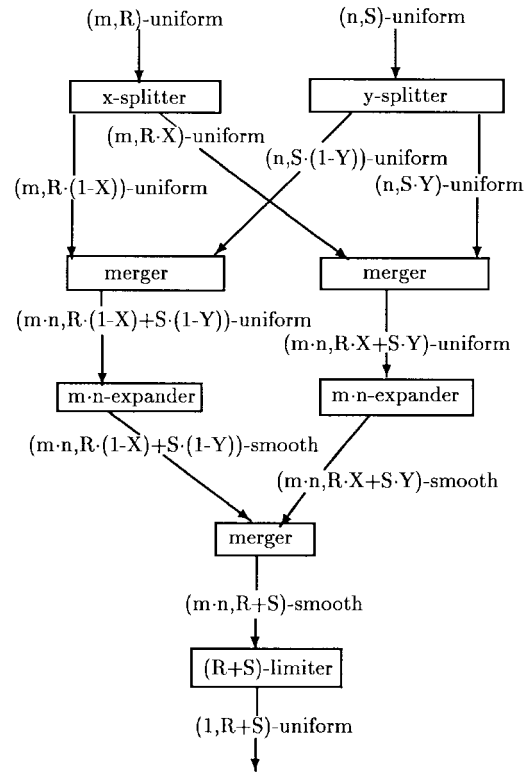 (m,R)-uniform
(n,S)-uniform
x-splitter
y-splitter
(m,R·X)-uniform
(n,S·(1-Y))-uniform
(m,R·(1-X))-uniform
(n,S·Y)-uniform
merger
merger
(m·n,R·(1-X)+S·(1-Y))-uniform
(m·n,R·X+S·Y)-uniform
m·n-expander
m·n-expander
(m·n,R·(1-X)+S·(1-Y))-smooth
(m·n,R·X+S·Y)-smooth
merger
(m·n,R+S)-smooth
(R+S)-limiter
(1,R+S)-uniform